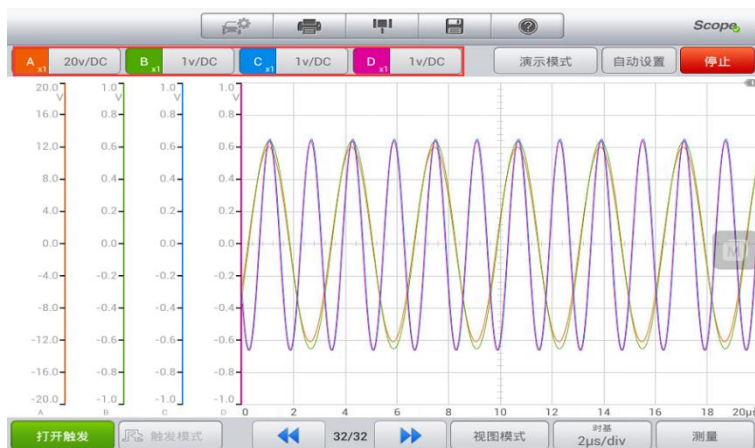 Scope
A x1 20v/DC B x1 1v/DC C x1 1v/DC D x1 1v/DC 演示模式 自动设置 停止
20.0 1.0 1.0 1.0
V V V V
16.0 0.8 0.8 0.8
12.0 0.6 0.6 0.6
8.0 0.4 0.4 0.4
4.0 0.2 0.2 0.2
0.0 0.0 0.0 0.0
M
-4.0 -0.2 -0.2 -0.2
-8.0 -0.4 -0.4 -0.4
-12.0 -0.6 -0.6 -0.6
-16.0 -0.8 -0.8 -0.8
-20.0 -1.0 -1.0 -1.0
A B C D 0 2 4 6 8 10 12 14 16 18 20μs
打开触发 触发模式 32/32 视图模式 时基 测量
2μs/div